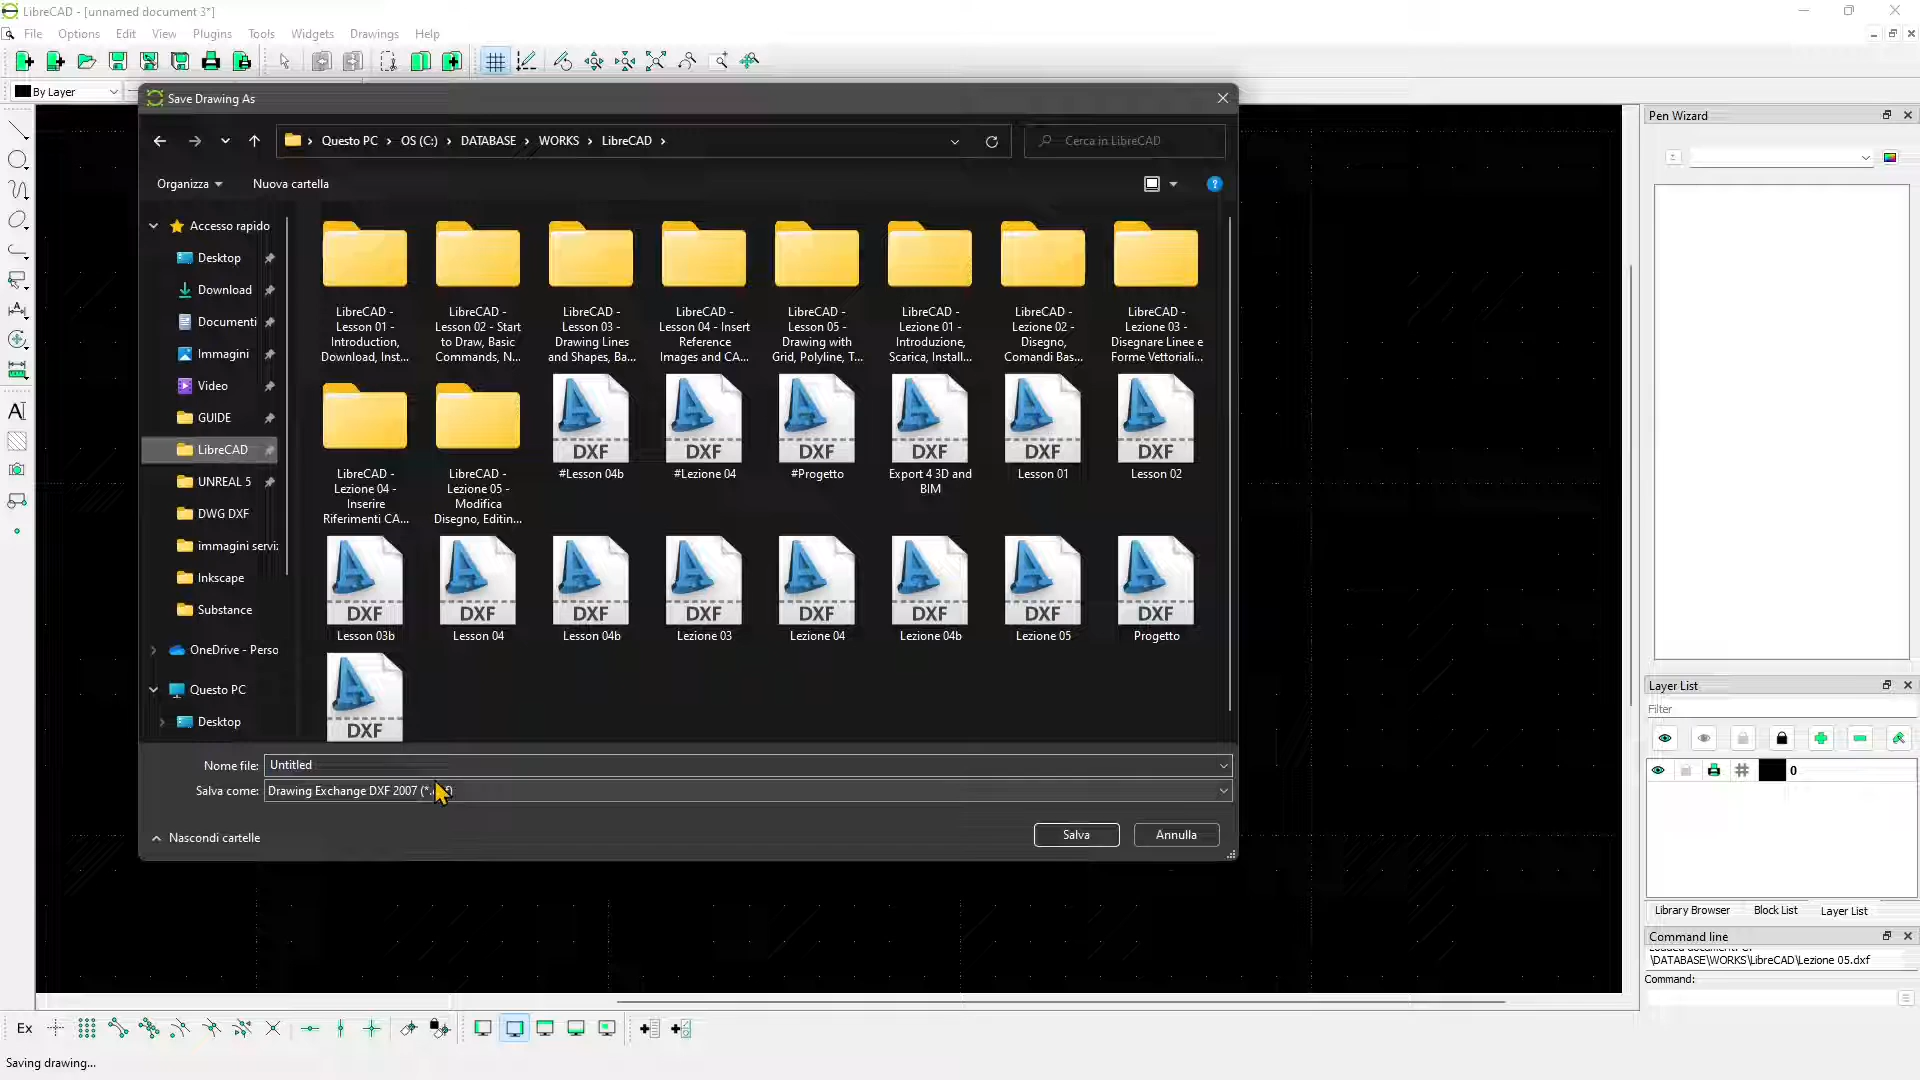 LibreCAD - [unnamed document 3*]
File Options Edit View Plugins Tools Widgets Drawings Help
By Layer
Save Drawing As
Questo PC OS (C:) DATABASE WORKS LibreCAD
Cerca in LibreCAD
Organizza Nuova cartella
Accesso rapido
Desktop
Download
Documenti
Immagini
Video
GUIDE
LibreCAD
UNREAL 5
DWG DXF
immagini servi
Inkscape
Substance
OneDrive - Perso
Questo PC
Desktop
LibreCAD -
Lesson 01 -
Introduction,
Download, Inst...
LibreCAD -
Lesson 02 - Start
to Draw, Basic
Commands, N...
LibreCAD -
Lesson 03 -
Drawing Lines
and Shapes, Ba...
LibreCAD -
Lesson 04 - Insert
Reference
Images and CA...
LibreCAD -
Lesson 05 -
Drawing with
Grid, Polyline, T...
LibreCAD -
Lezione 01 -
Introduzione,
Scarica, Install...
LibreCAD -
Lezione 02 -
Disegno,
Comandi Bas...
LibreCAD -
Lezione 03 -
Disegnare Linee e
Forme Vettoriali...
LibreCAD -
Lezione 04 -
Inserire
Riferimenti CA...
LibreCAD -
Lezione 05 -
Modifica
Disegno, Editin...
DXF
#Lesson 04b
DXF
#Lezione 04
DXF
#Progetto
DXF
Export 4 3D and
BIM
DXF
Lesson 01
DXF
Lesson 02
DXF
Lesson 03b
DXF
Lesson 04
DXF
Lesson 04b
DXF
Lezione 03
DXF
Lezione 04
DXF
Lezione 04b
DXF
Lezione 05
DXF
Progetto
DXF
Nome file: Untitled
Salva come: Drawing Exchange DXF 2007
Nascondi cartelle
Salva Annulla
Pen Wizard
Layer List
Filter
0
Library Browser Block List Layer List
Command line
\DATABASE\WORKS\LibreCAD\Lezione 05.dxf
Command:
Ex
Saving drawing...